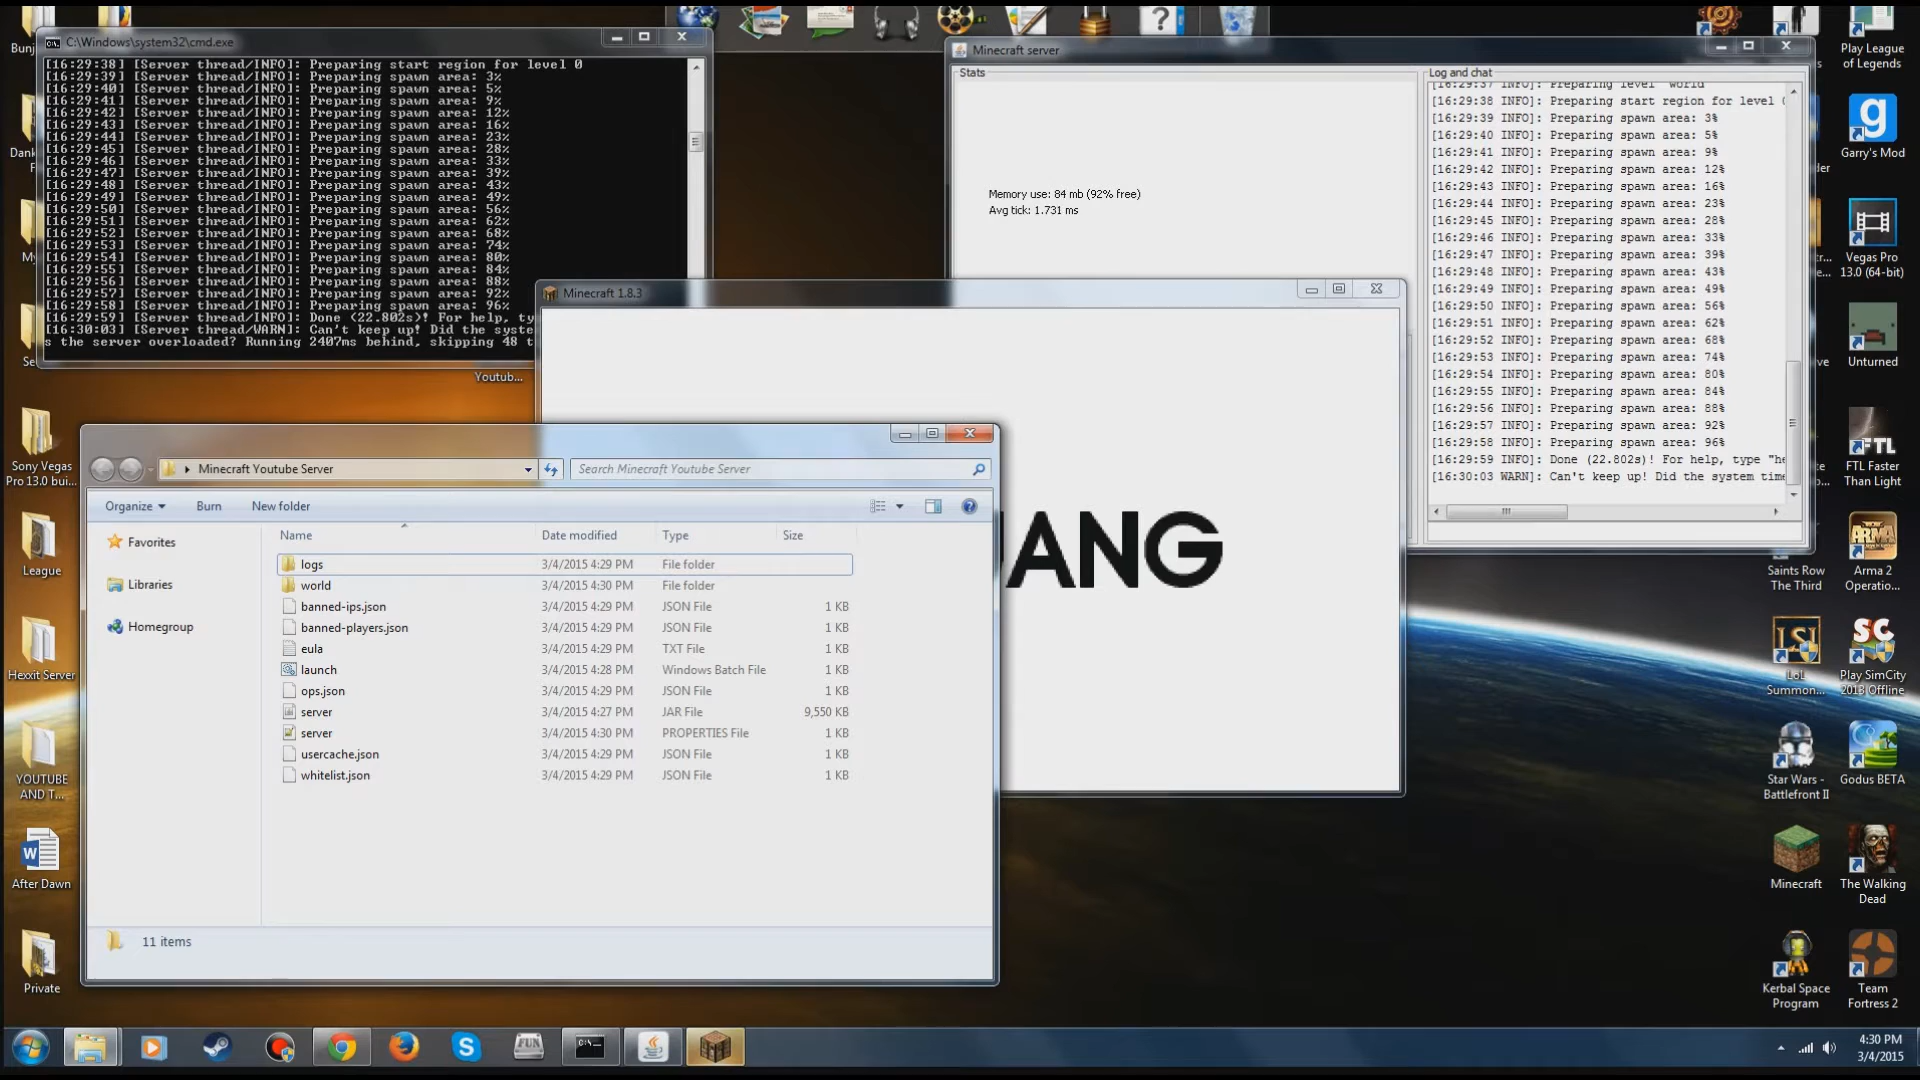 C:\Windows\system32\cmd.exe
[16:29:38] [Server thread/INFO]: Preparing start region for level 0
[16:29:39] [Server thread/INFO]: Preparing spawn area: 3%
[16:29:40] [Server thread/INFO]: Preparing spawn area: 5%
[16:29:41] [Server thread/INFO]: Preparing spawn area: 9%
[16:29:42] [Server thread/INFO]: Preparing spawn area: 12%
[16:29:43] [Server thread/INFO]: Preparing spawn area: 16%
[16:29:44] [Server thread/INFO]: Preparing spawn area: 23%
[16:29:45] [Server thread/INFO]: Preparing spawn area: 28%
[16:29:46] [Server thread/INFO]: Preparing spawn area: 33%
[16:29:47] [Server thread/INFO]: Preparing spawn area: 39%
[16:29:48] [Server thread/INFO]: Preparing spawn area: 43%
[16:29:49] [Server thread/INFO]: Preparing spawn area: 49%
[16:29:50] [Server thread/INFO]: Preparing spawn area: 56%
[16:29:51] [Server thread/INFO]: Preparing spawn area: 62%
[16:29:52] [Server thread/INFO]: Preparing spawn area: 68%
[16:29:53] [Server thread/INFO]: Preparing spawn area: 74%
[16:29:54] [Server thread/INFO]: Preparing spawn area: 80%
[16:29:55] [Server thread/INFO]: Preparing spawn area: 84%
[16:29:56] [Server thread/INFO]: Preparing spawn area: 88%
[16:29:57] [Server thread/INFO]: Preparing spawn area: 92%
[16:29:58] [Server thread/INFO]: Preparing spawn area: 96%
[16:29:59] [Server thread/INFO]: Done (22.802s)! For help, ty
[16:30:03] [Server thread/WARN]: Can't keep up! Did the syste
s the server overloaded? Running 2407ms behind, skipping 48 t
Youtub...
Minecraft server
Stats
Memory use: 84 mb (92% free)
Avg tick: 1.731 ms
Log and chat
[16:29:37 INFO]: Preparing level "world"
[16:29:38 INFO]: Preparing start region for level 0
[16:29:39 INFO]: Preparing spawn area: 3%
[16:29:40 INFO]: Preparing spawn area: 5%
[16:29:41 INFO]: Preparing spawn area: 9%
[16:29:42 INFO]: Preparing spawn area: 12%
[16:29:43 INFO]: Preparing spawn area: 16%
[16:29:44 INFO]: Preparing spawn area: 23%
[16:29:45 INFO]: Preparing spawn area: 28%
[16:29:46 INFO]: Preparing spawn area: 33%
[16:29:47 INFO]: Preparing spawn area: 39%
[16:29:48 INFO]: Preparing spawn area: 43%
[16:29:49 INFO]: Preparing spawn area: 49%
[16:29:50 INFO]: Preparing spawn area: 56%
[16:29:51 INFO]: Preparing spawn area: 62%
[16:29:52 INFO]: Preparing spawn area: 68%
[16:29:53 INFO]: Preparing spawn area: 74%
[16:29:54 INFO]: Preparing spawn area: 80%
[16:29:55 INFO]: Preparing spawn area: 84%
[16:29:56 INFO]: Preparing spawn area: 88%
[16:29:57 INFO]: Preparing spawn area: 92%
[16:29:58 INFO]: Preparing spawn area: 96%
[16:29:59 INFO]: Done (22.802s)! For help, type "he
[16:30:03 WARN]: Can't keep up! Did the system time
Minecraft 1.8.3
ANG
Minecraft Youtube Server
Search Minecraft Youtube Server
Organize Burn New folder
Favorites
Libraries
Homegroup
Name Date modified Type Size
logs 3/4/2015 4:29 PM File folder
world 3/4/2015 4:30 PM File folder
banned-ips.json 3/4/2015 4:29 PM JSON File 1 KB
banned-players.json 3/4/2015 4:29 PM JSON File 1 KB
eula 3/4/2015 4:29 PM TXT File 1 KB
launch 3/4/2015 4:28 PM Windows Batch File 1 KB
ops.json 3/4/2015 4:29 PM JSON File 1 KB
server 3/4/2015 4:27 PM JAR File 9,550 KB
server 3/4/2015 4:30 PM PROPERTIES File 1 KB
usercache.json 3/4/2015 4:29 PM JSON File 1 KB
whitelist.json 3/4/2015 4:29 PM JSON File 1 KB
11 items
Bunj
Dank
My
Se
Sony Vegas
Pro 13.0 bui...
League
Hexxit Server
YOUTUBE
AND T...
After Dawn
Private
Play League
of Legends
Garry's Mod
Vegas Pro
13.0 (64-bit)
Unturned
FTL Faster
Than Light
Saints Row
The Third
ARMA
Arma 2
Operatio...
LSI
LoL
Summon...
SC
Play SimCity
2013 Offline
Star Wars -
Battlefront II
Godus BETA
Minecraft
The Walking
Dead
Kerbal Space
Program
Team
Fortress 2
FUN
4:30 PM
3/4/2015